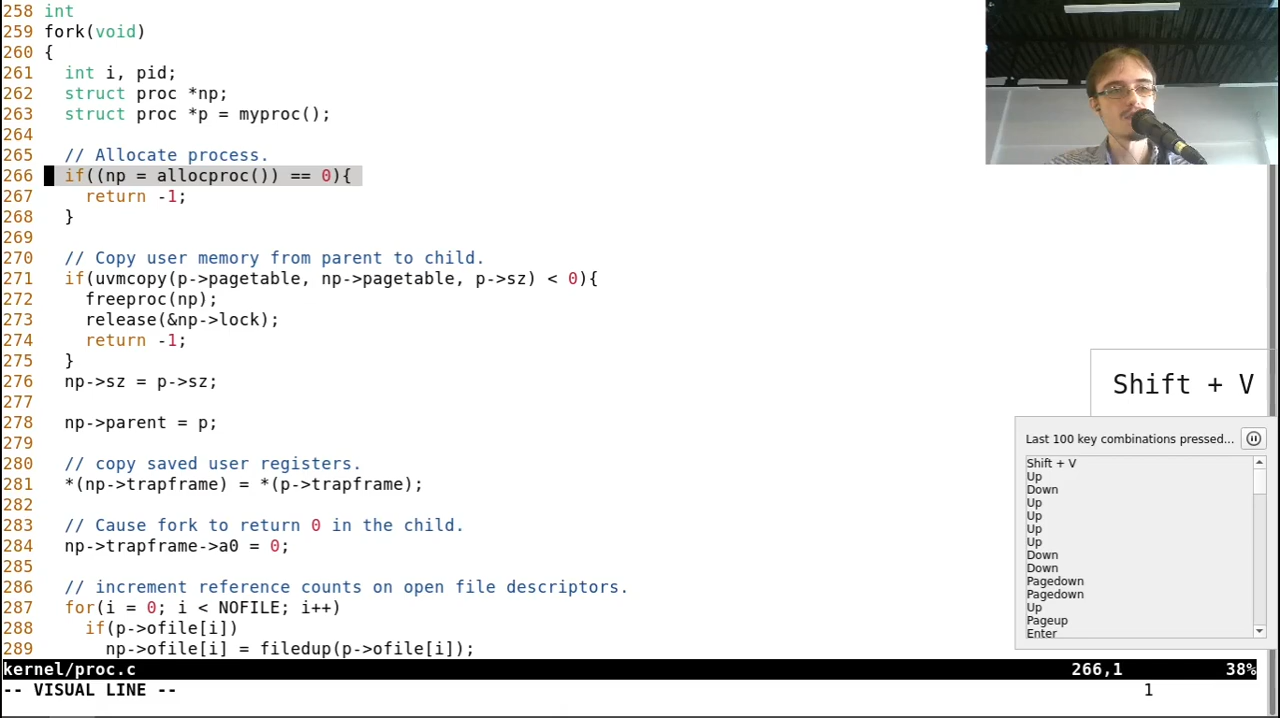 258 int
259 fork(void)
260 {
261   int i, pid;
262   struct proc *np;
263   struct proc *p = myproc();
264
265   // Allocate process.
266   if((np = allocproc()) == 0){
267     return -1;
268   }
269
270   // Copy user memory from parent to child.
271   if(uvmcopy(p->pagetable, np->pagetable, p->sz) < 0){
272     freeproc(np);
273     release(&np->lock);
274     return -1;
275   }
276   np->sz = p->sz;
277
278   np->parent = p;
279
280   // copy saved user registers.
281   *(np->trapframe) = *(p->trapframe);
282
283   // Cause fork to return 0 in the child.
284   np->trapframe->a0 = 0;
285
286   // increment reference counts on open file descriptors.
287   for(i = 0; i < NOFILE; i++)
288     if(p->ofile[i])
289       np->ofile[i] = filedup(p->ofile[i]);
kernel/proc.c 266,1 38%
-- VISUAL LINE -- 1
Shift + V
Last 100 key combinations pressed...
Shift + V
Up
Down
Up
Up
Up
Up
Down
Down
Pagedown
Pagedown
Up
Pageup
Enter